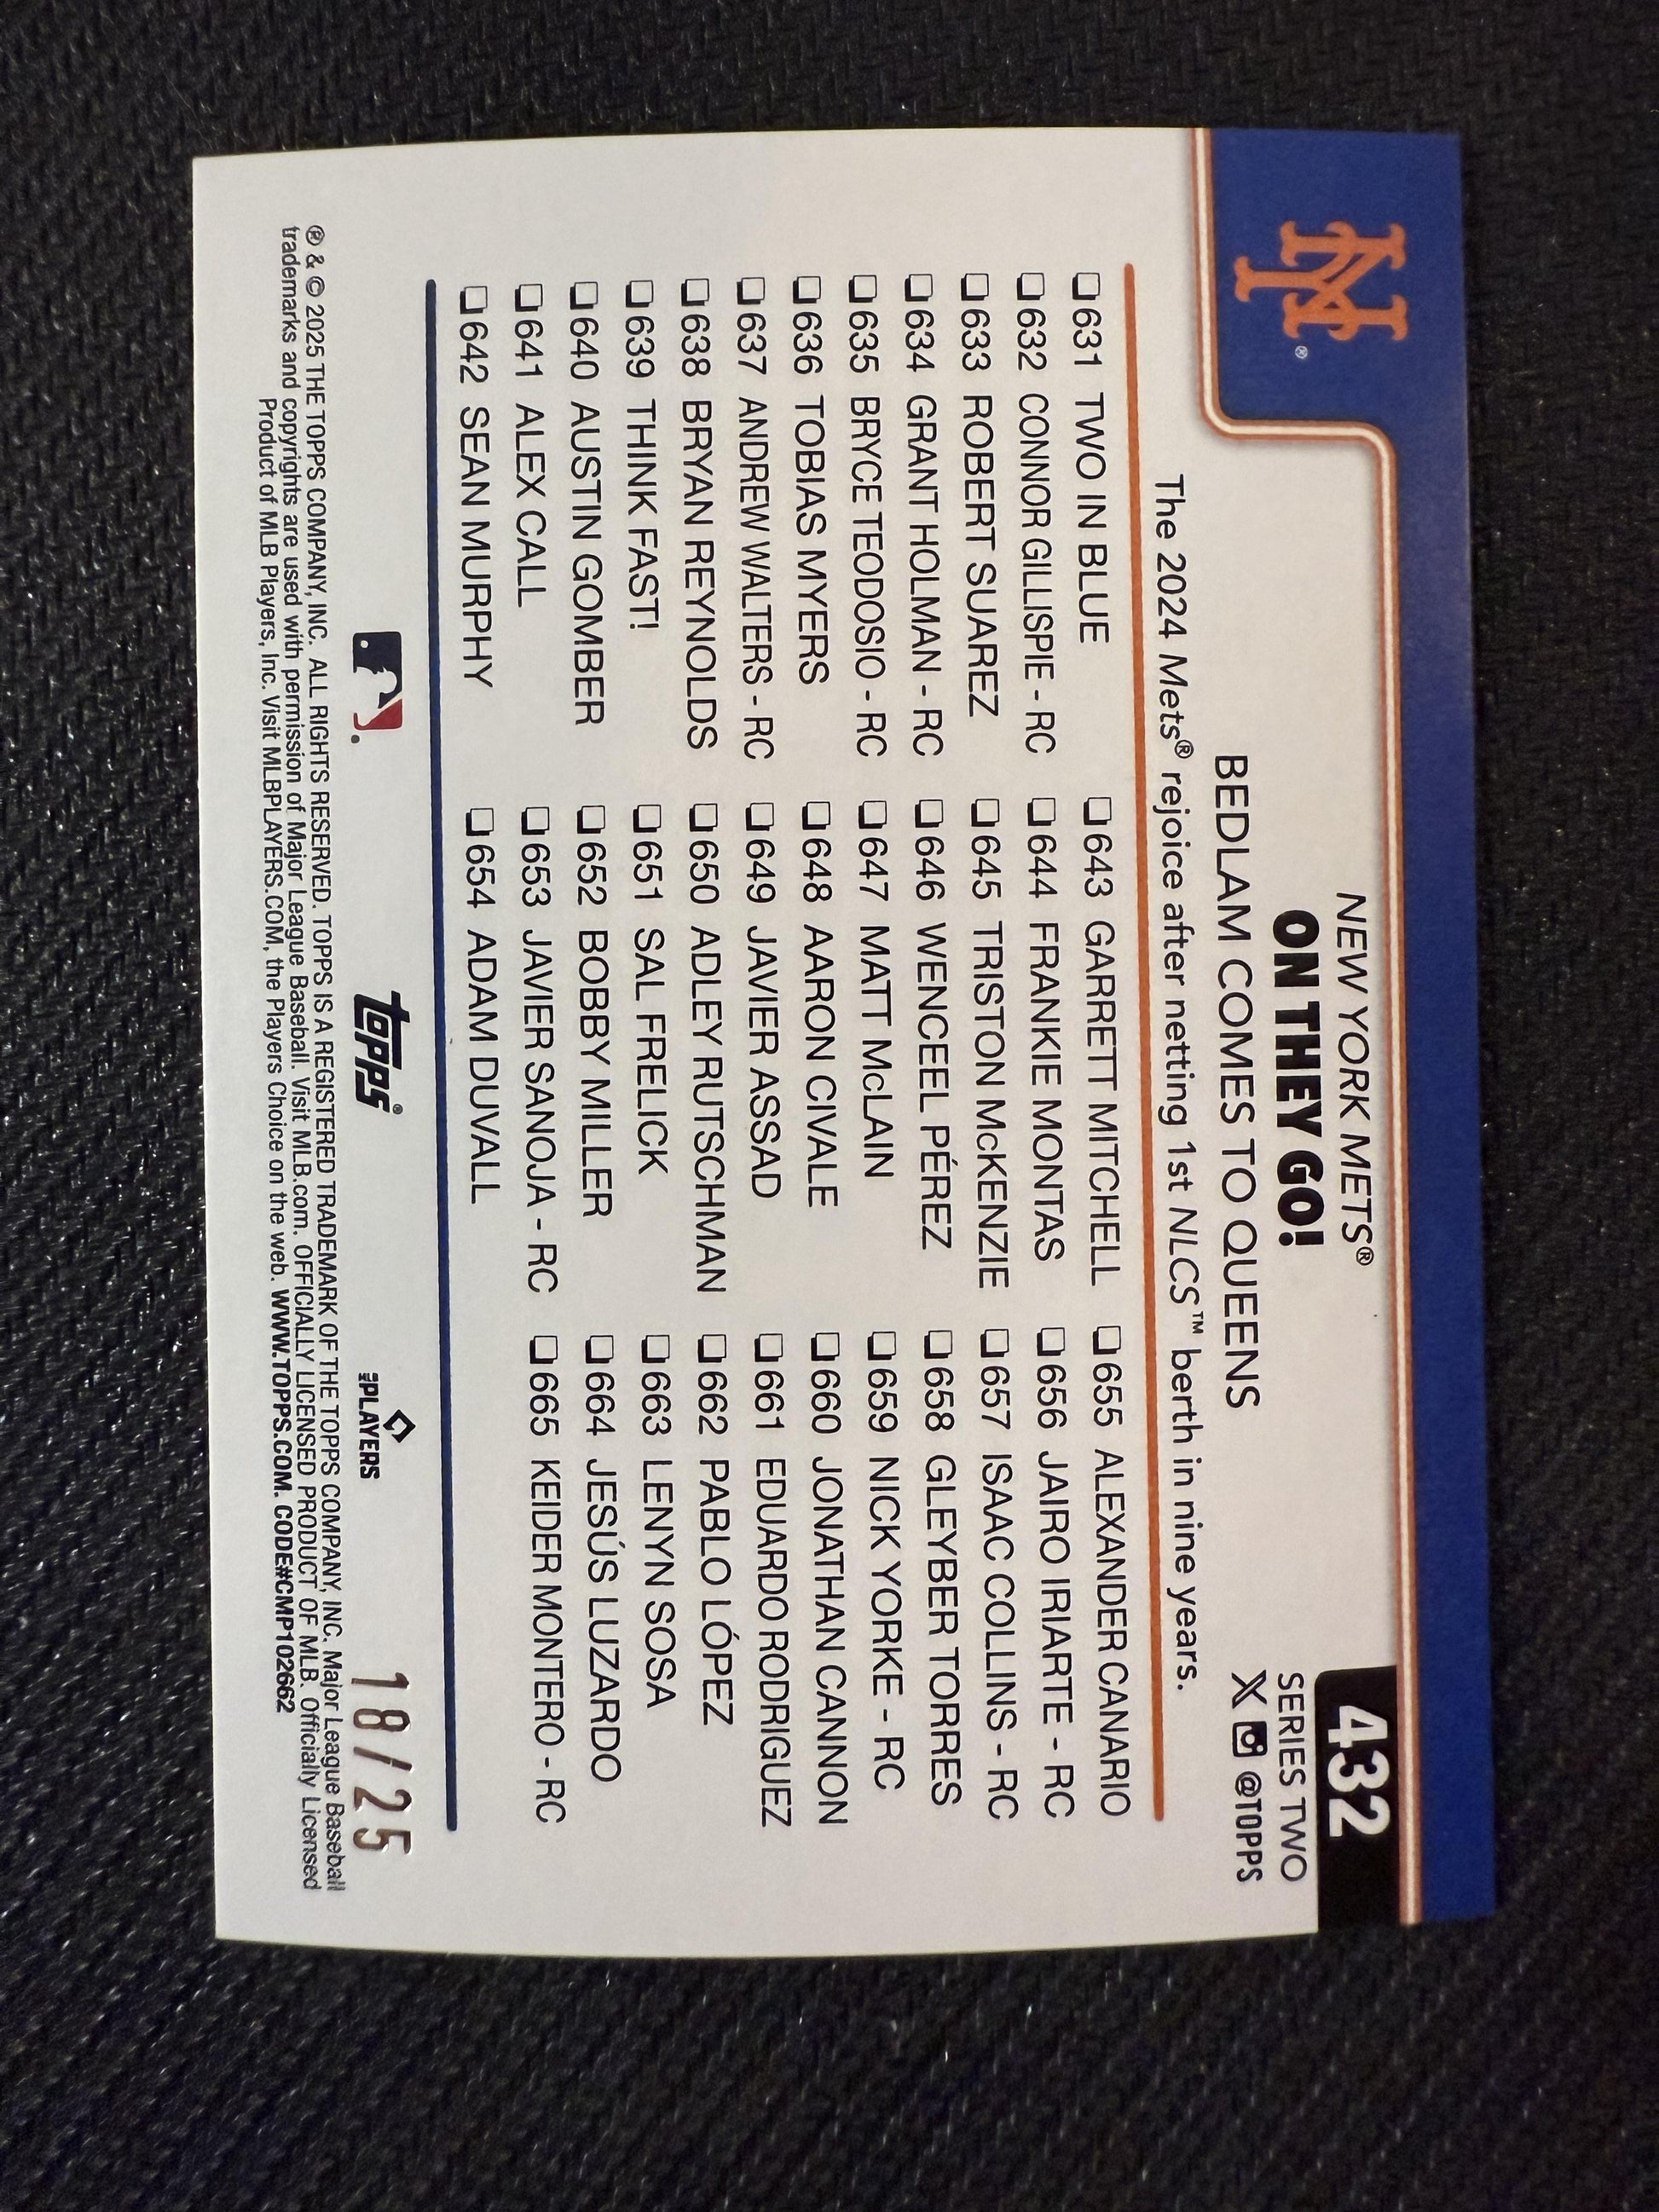 NY®
NEW YORK METS®
ON THEY GO!
BEDLAM COMES TO QUEENS
The 2024 Mets® rejoice after netting 1st NLCS™ berth in nine years.
432
SERIES TWO
X @TOPPS
❏631 TWO IN BLUE
❏632 CONNOR GILLISPIE - RC
❏633 ROBERT SUAREZ
❏634 GRANT HOLMAN - RC
❏635 BRYCE TEODOSIO - RC
❏636 TOBIAS MYERS
❏637 ANDREW WALTERS - RC
❏638 BRYAN REYNOLDS
❏639 THINK FAST!
❏640 AUSTIN GOMBER
❏641 ALEX CALL
❏642 SEAN MURPHY
❏643 GARRETT MITCHELL
❏644 FRANKIE MONTAS
❏645 TRISTON McKENZIE
❏646 WENCEEL PÉREZ
❏647 MATT McLAIN
❏648 AARON CIVALE
❏649 JAVIER ASSAD
❏650 ADLEY RUTSCHMAN
❏651 SAL FRELICK
❏652 BOBBY MILLER
❏653 JAVIER SANOJA - RC
❏654 ADAM DUVALL
❏655 ALEXANDER CANARIO
❏656 JAIRO IRIARTE - RC
❏657 ISAAC COLLINS - RC
❏658 GLEYBER TORRES
❏659 NICK YORKE - RC
❏660 JONATHAN CANNON
❏661 EDUARDO RODRIGUEZ
❏662 PABLO LÓPEZ
❏663 LENYN SOSA
❏664 JESÚS LUZARDO
❏665 KEIDER MONTERO - RC
topps®
MLB PLAYERS
18/25
® & © 2025 THE TOPPS COMPANY, INC. ALL RIGHTS RESERVED. TOPPS IS A REGISTERED TRADEMARK OF THE TOPPS COMPANY, INC. Major League Baseball
trademarks and copyrights are used with permission of Major League Baseball. Visit MLB.com. OFFICIALLY LICENSED PRODUCT OF MLB. Officially Licensed
Product of MLB Players, Inc. Visit MLBPLAYERS.COM, the Players Choice on the web. WWW.TOPPS.COM. CODE#CMP102662